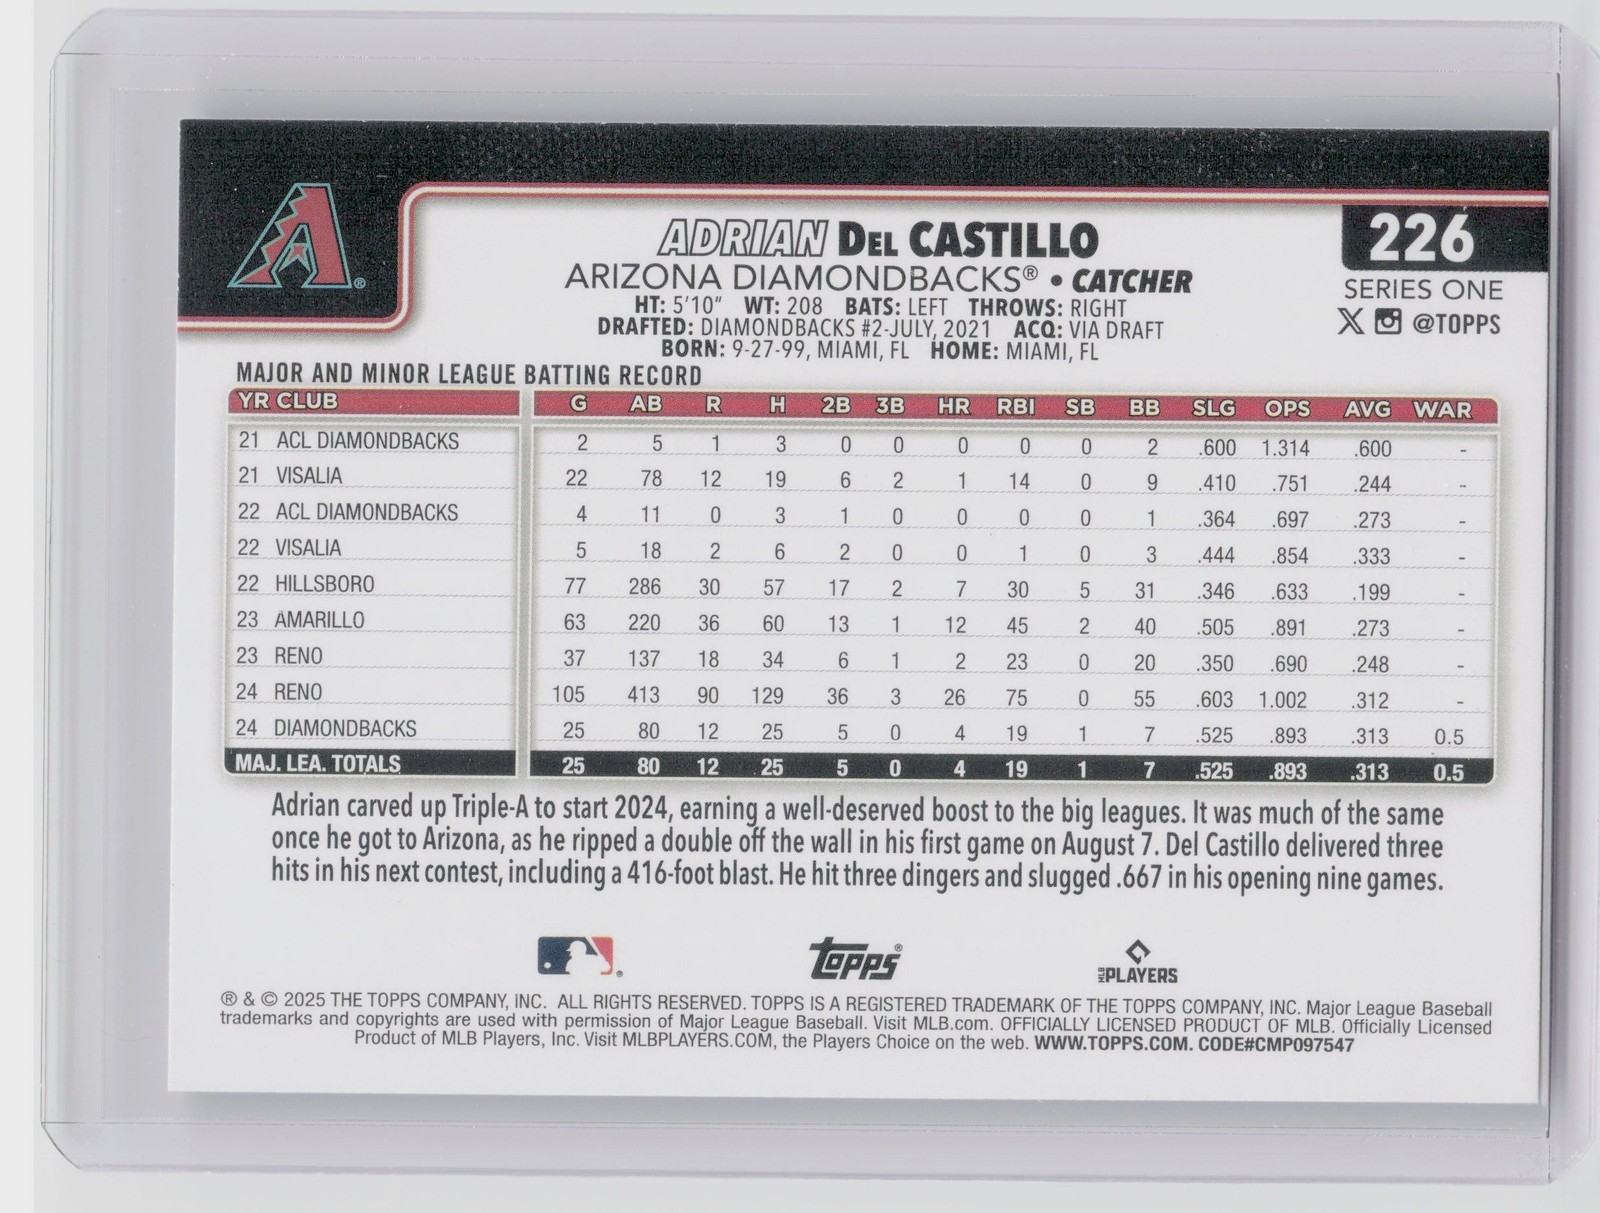 ADRIAN DEL CASTILLO
226
ARIZONA DIAMONDBACKS® • CATCHER
SERIES ONE
HT: 5'10" WT: 208 BATS: LEFT THROWS: RIGHT
@TOPPS
DRAFTED: DIAMONDBACKS #2-JULY, 2021 ACQ: VIA DRAFT
BORN: 9-27-99, MIAMI, FL HOME: MIAMI, FL
MAJOR AND MINOR LEAGUE BATTING RECORD
YR CLUB G AB R H 2B 3B HR RBI SB BB SLG OPS AVG WAR
21 ACL DIAMONDBACKS 2 5 1 3 0 0 0 0 0 2 .600 1.314 .600 -
21 VISALIA 22 78 12 19 6 2 1 14 0 9 .410 .751 .244 -
22 ACL DIAMONDBACKS 4 11 0 3 1 0 0 0 0 1 .364 .697 .273 -
22 VISALIA 5 18 2 6 2 0 0 1 0 3 .444 .854 .333 -
22 HILLSBORO 77 286 30 57 17 2 7 30 5 31 .346 .633 .199 -
23 AMARILLO 63 220 36 60 13 1 12 45 2 40 .505 .891 .273 -
23 RENO 37 137 18 34 6 1 2 23 0 20 .350 .690 .248 -
24 RENO 105 413 90 129 36 3 26 75 0 55 .603 1.002 .312 -
24 DIAMONDBACKS 25 80 12 25 5 0 4 19 1 7 .525 .893 .313 0.5
MAJ. LEA. TOTALS 25 80 12 25 5 0 4 19 1 7 .525 .893 .313 0.5
Adrian carved up Triple-A to start 2024, earning a well-deserved boost to the big leagues. It was much of the same
once he got to Arizona, as he ripped a double off the wall in his first game on August 7. Del Castillo delivered three
hits in his next contest, including a 416-foot blast. He hit three dingers and slugged .667 in his opening nine games.
Topps® MLB PLAYERS
® & © 2025 THE TOPPS COMPANY, INC. ALL RIGHTS RESERVED. TOPPS IS A REGISTERED TRADEMARK OF THE TOPPS COMPANY, INC. Major League Baseball
trademarks and copyrights are used with permission of Major League Baseball. Visit MLB.com. OFFICIALLY LICENSED PRODUCT OF MLB. Officially Licensed
Product of MLB Players, Inc. Visit MLBPLAYERS.COM, the Players Choice on the web. WWW.TOPPS.COM. CODE#CMP097547